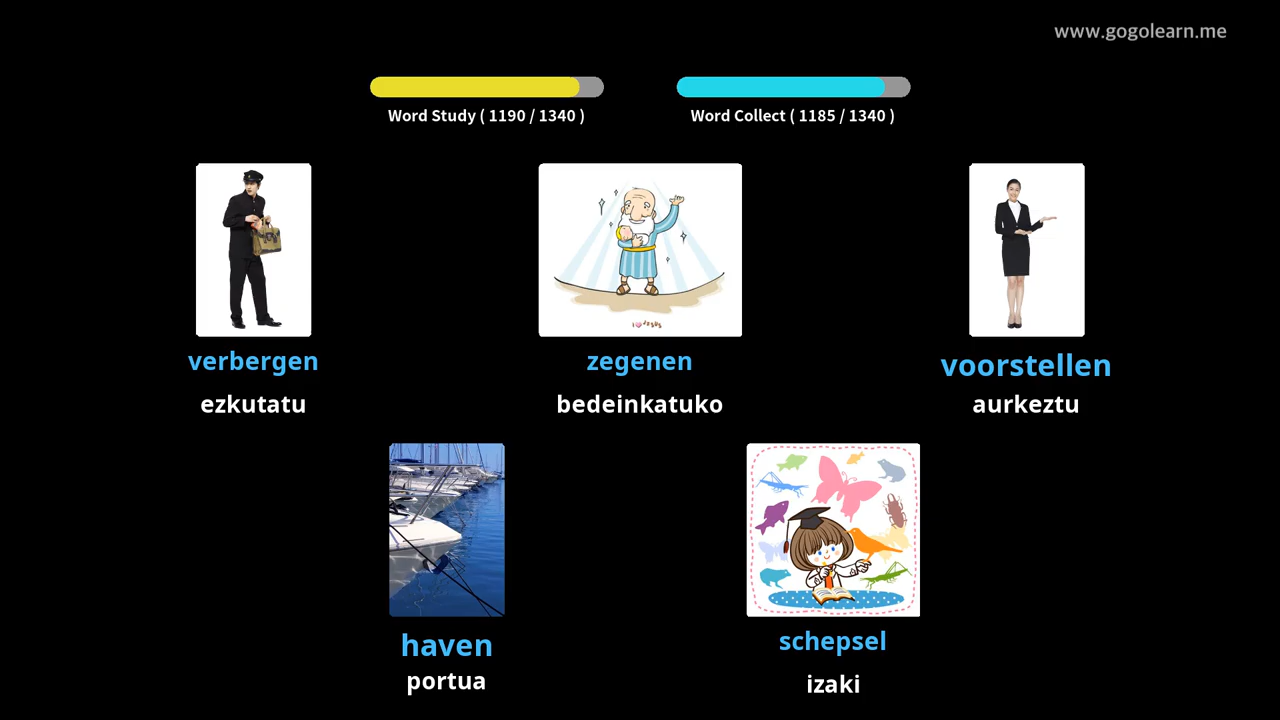 www.gogolearn.me
Word Study ( 1190 / 1340 )
Word Collect ( 1185 / 1340 )
I JESUS
verbergen
zegenen
voorstellen
ezkutatu
bedeinkatuko
aurkeztu
haven
schepsel
portua
izaki